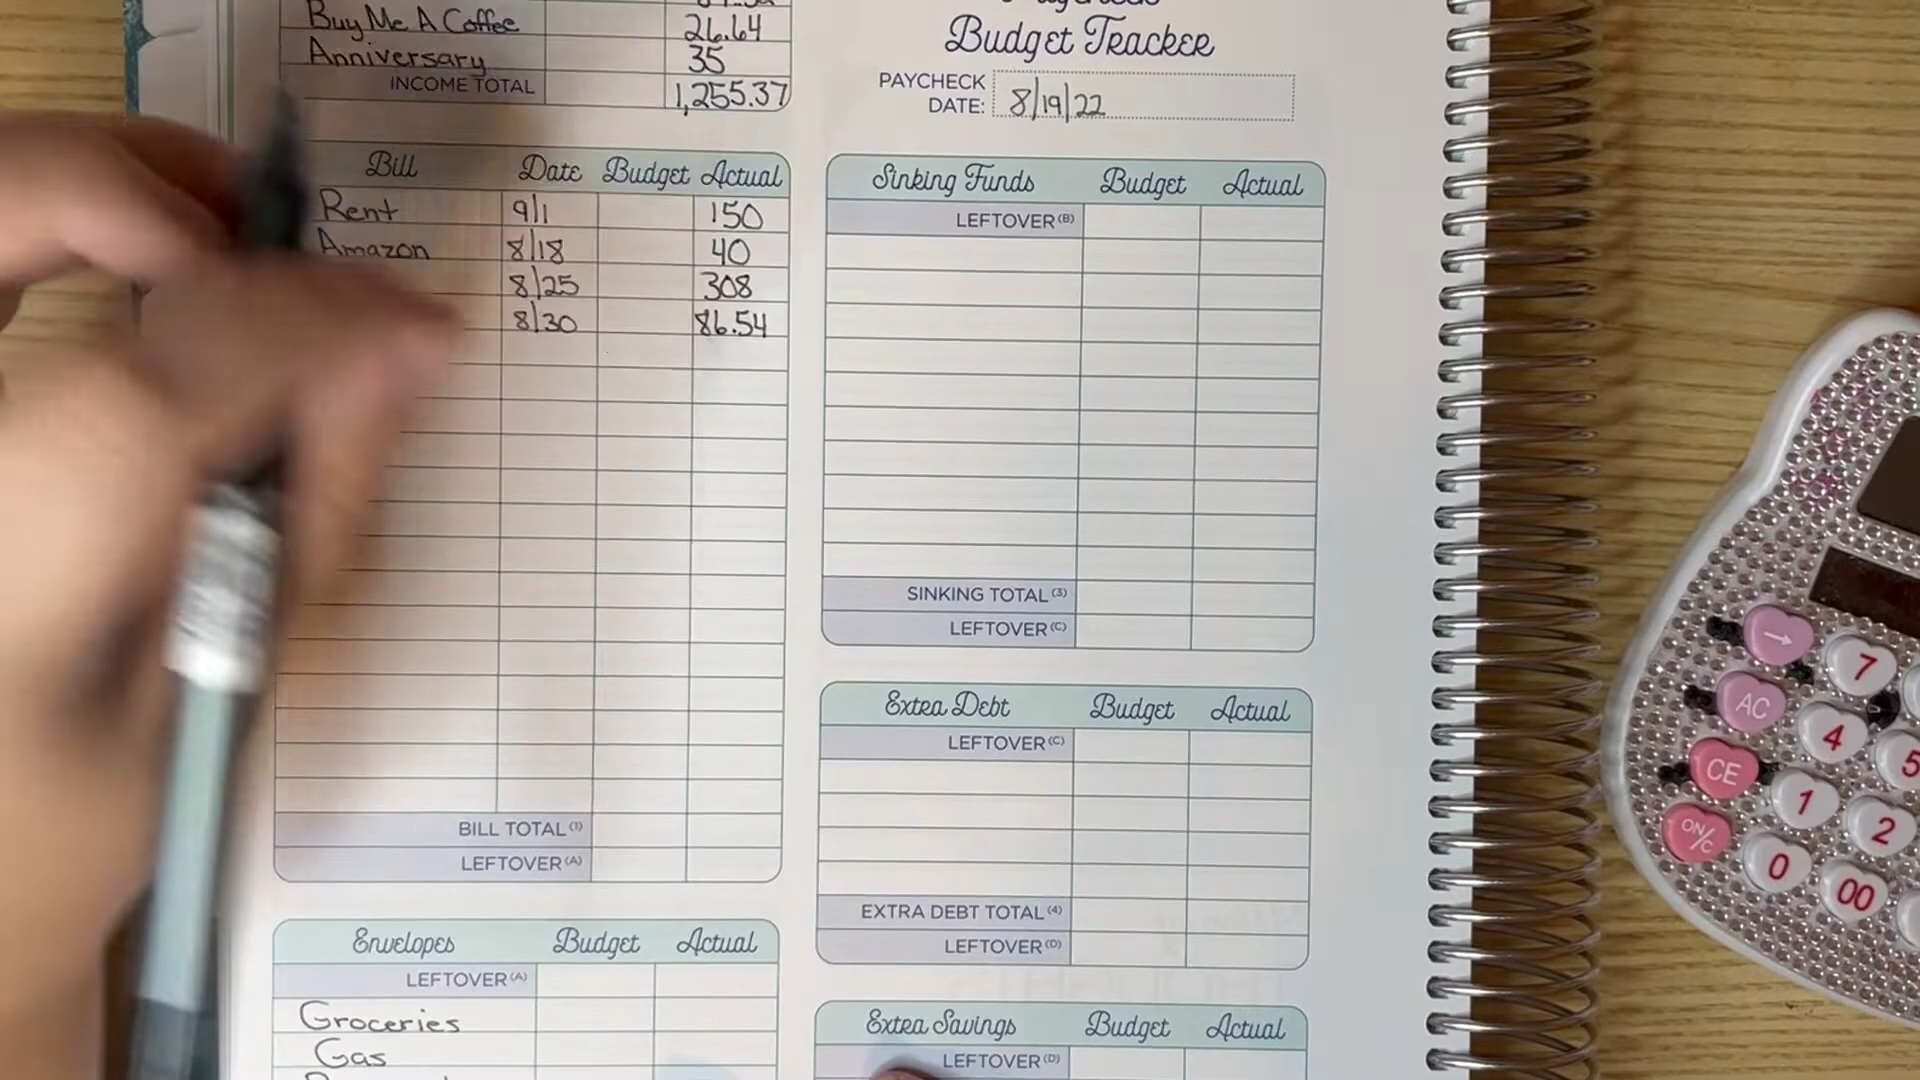 Buy Me A Coffee 26.64
Anniversary 35
INCOME TOTAL 1,255.37
Budget Tracker
PAYCHECK DATE: 8/19/22
Bill Date Budget Actual
Rent 9/1 150
Amazon 8/18 40
8/25 308
8/30 86.54
BILL TOTAL (1)
LEFTOVER (A)
Envelopes Budget Actual
LEFTOVER (A)
Groceries
Gas
Sinking Funds Budget Actual
LEFTOVER (B)
SINKING TOTAL (3)
LEFTOVER (C)
Extra Debt Budget Actual
LEFTOVER (C)
EXTRA DEBT TOTAL (4)
LEFTOVER (D)
Extra Savings Budget Actual
LEFTOVER (D)
→ 7
AC 4 5
CE 1 2
ON/C 0 00